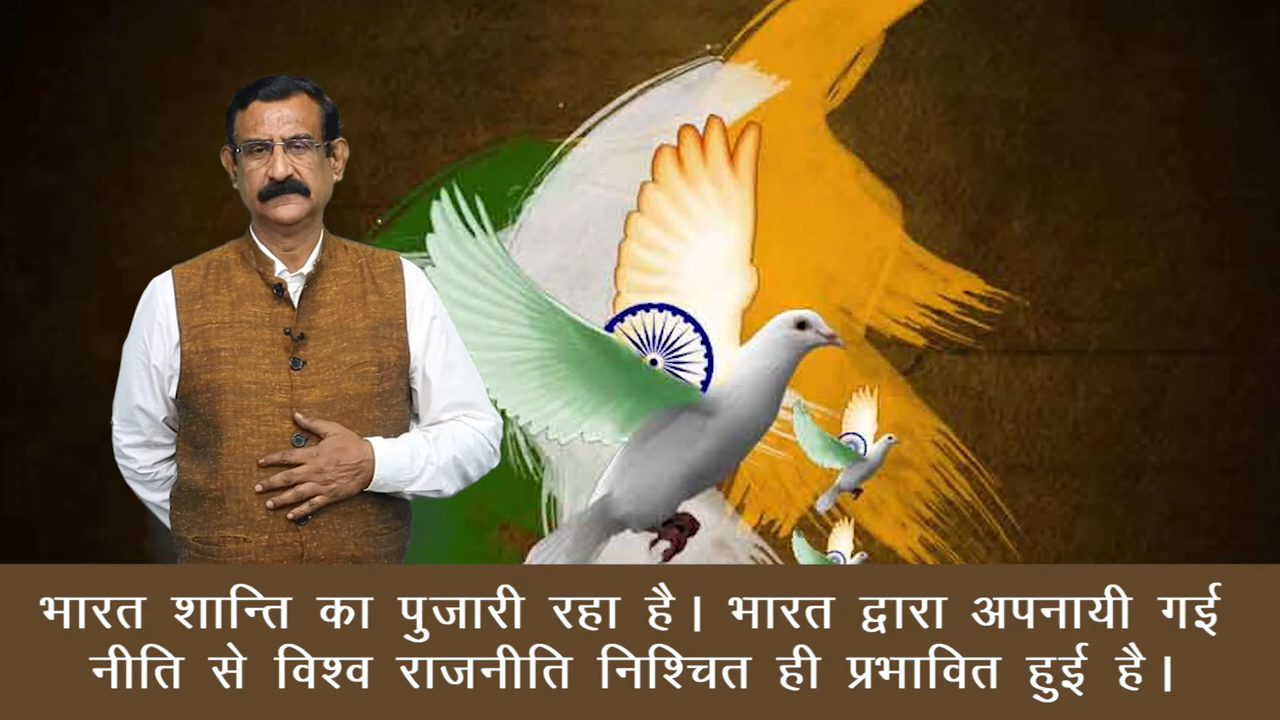 भारत शान्ति का पुजारी रहा है। भारत द्वारा अपनायी गई
नीति से विश्व राजनीति निश्चित ही प्रभावित हुई है।